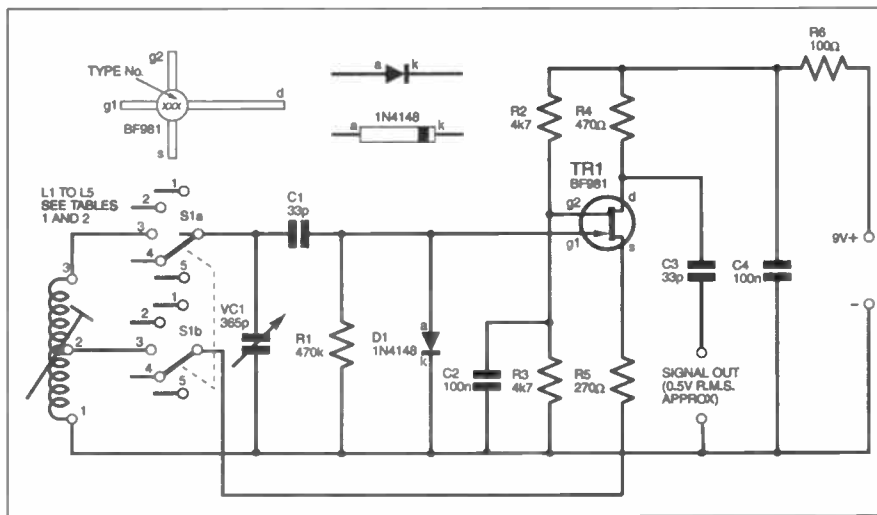 g2
TYPE No.
g1
xxx
d
BF981
s
a
k
1N4148
a
k
R6
100Ω
R2
4k7
R4
470Ω
TR1
BF981
d
g2
g1
s
L1 TO L5
SEE TABLES
1 AND 2
1
2
3
S1a
4
5
C1
33p
3
2
1
1
2
3
S1b
4
5
VC1
365p
R1
470k
D1
1N4148
a
k
C2
100n
R3
4k7
R5
270Ω
C3
33p
C4
100n
9V+
-
SIGNAL OUT
(0.5V R.M.S.
APPROX)